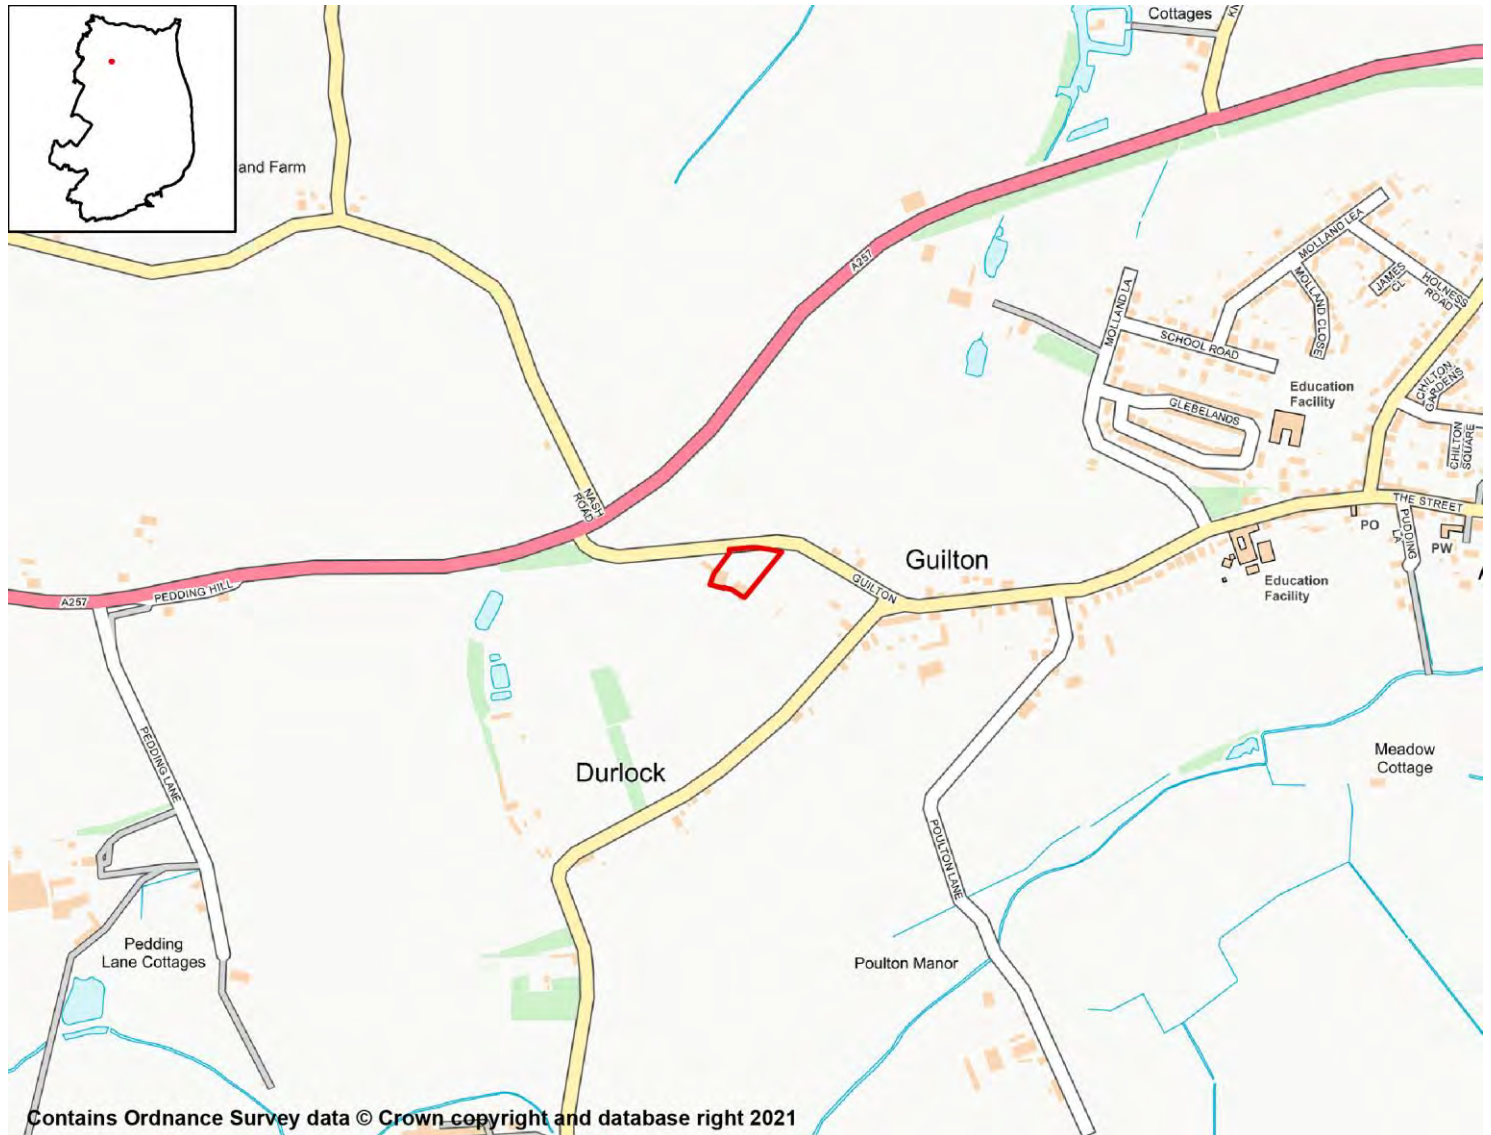 Cottages
KN
and Farm
A257
MOLLAND LEA
JAMES
CL
HOLNESS
ROAD
MOLLAND CLOSE
MOLLAND LA
SCHOOL ROAD
Education
Facility
CHILTON
GARDENS
GLEBELANDS
CHILTON
SQUARE
NASH
ROAD
THE STREET
PO
PUDDING
LA
PW
Guilton
GUILTON
Education
Facility
A257
PEDDING HILL
PEDDING LANE
Durlock
Meadow
Cottage
POULTON LANE
Pedding
Lane Cottages
Poulton Manor
Contains Ordnance Survey data © Crown copyright and database right 2021